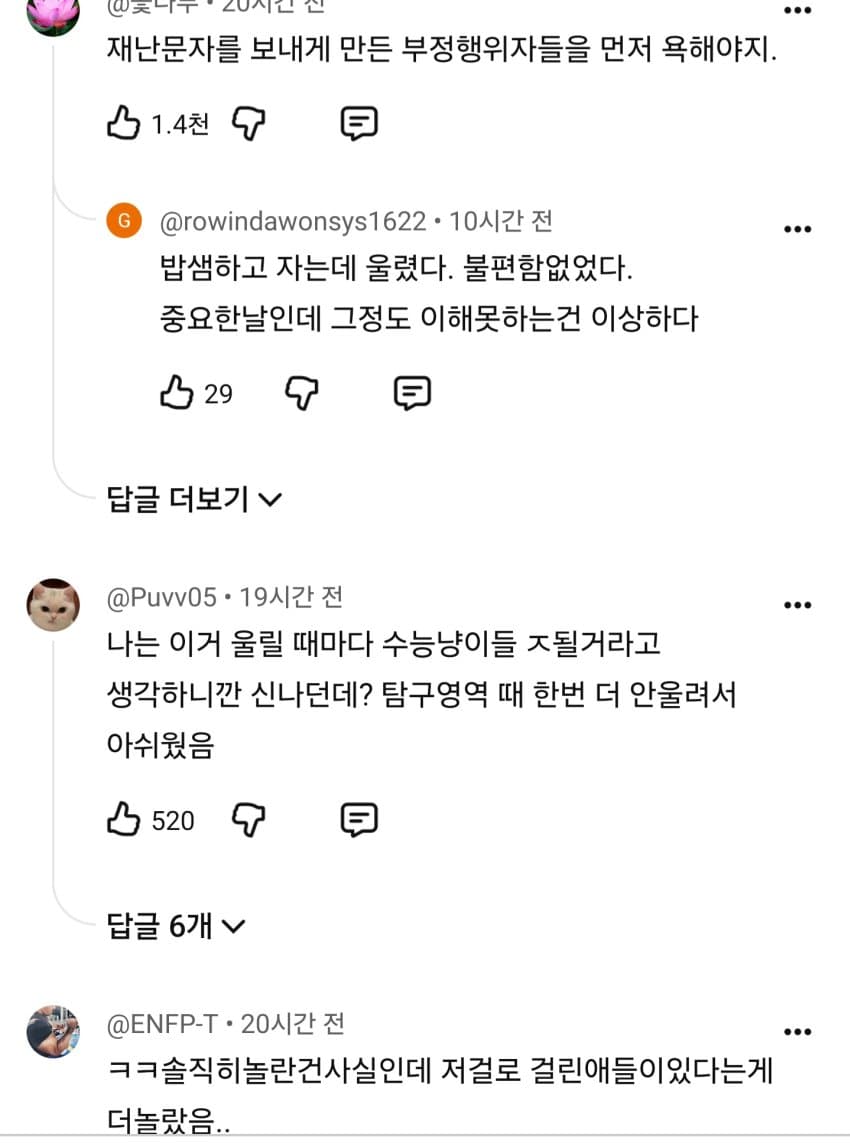 재난문자를 보내게 만든 부정행위자들을 먼저 욕해야지.
1.4천
G @rowindawonsys1622 • 10시간 전
밥샘하고 자는데 울렸다. 불편함없었다.
중요한날인데 그정도 이해못하는건 이상하다
29
답글 더보기
@Puvv05 • 19시간 전
나는 이거 울릴 때마다 수능냥이들 ㅈ될거라고
생각하니깐 신나던데? 탐구영역 때 한번 더 안울려서
아쉬웠음
520
답글 6개
@ENFP-T • 20시간 전
ㅋㅋ솔직히놀란건사실인데 저걸로 걸린애들이있다는게
더놀랐음..